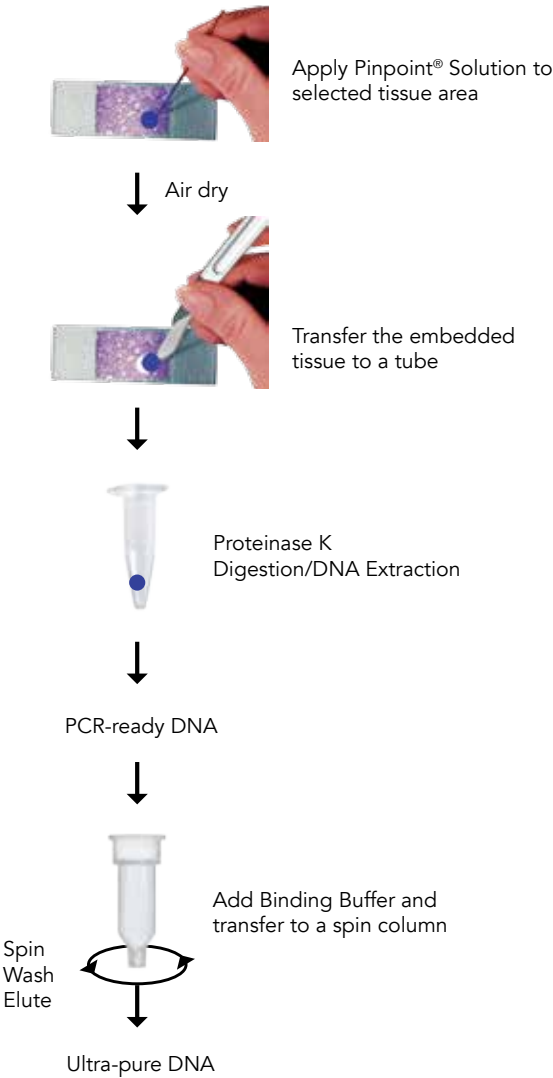 Apply Pinpoint® Solution to
selected tissue area
Air dry
Transfer the embedded
tissue to a tube
Proteinase K
Digestion/DNA Extraction
PCR-ready DNA
Add Binding Buffer and
transfer to a spin column
Spin
Wash
Elute
Ultra-pure DNA